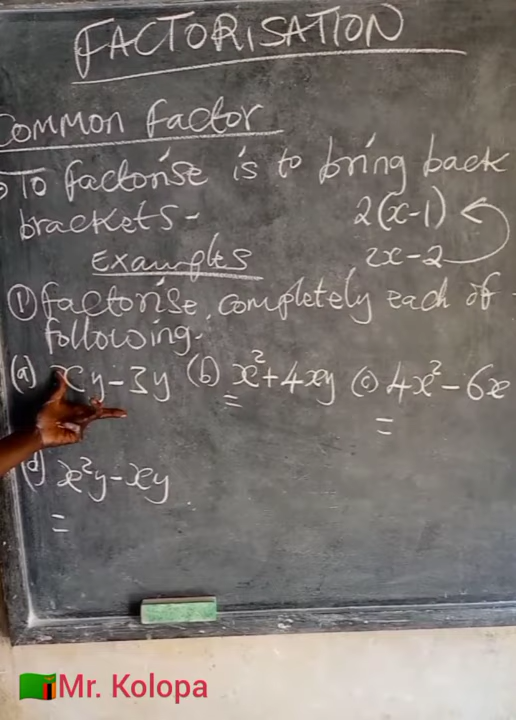 FACTORISATION
Common factor
To factorise is to bring back
brackets-
2(x-1)
2x-2
Examples
① factorise, completely each of
following.
(a) xy-3y (b) x²+4xy (c) 4x²-6x
=
=
(d) x²y-xy
=
Mr. Kolopa